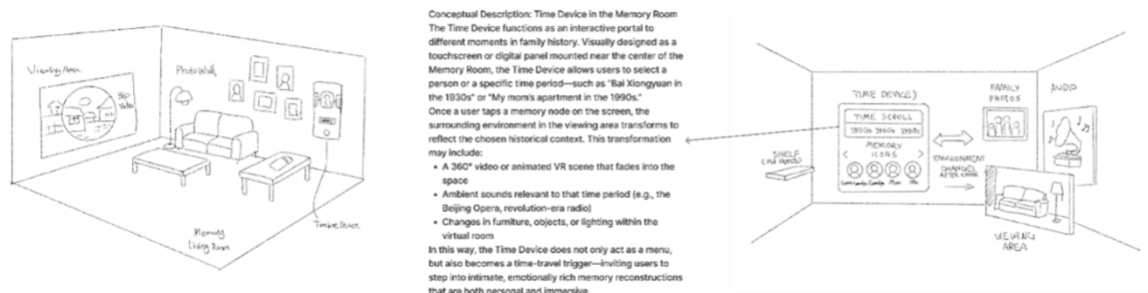 Viewing Area
Photo Wall
360°
Video
Time Device
Memory
Living Room
Conceptual Description: Time Device in the Memory Room
The Time Device functions as an interactive portal to
different moments in family history. Visually designed as a
touchscreen or digital panel mounted near the center of the
Memory Room, the Time Device allows users to select a
person or a specific time period—such as "Bai Xiongyuan in
the 1930s" or "My mom's apartment in the 1990s."
Once a user taps a memory node on the screen, the
surrounding environment in the viewing area transforms to
reflect the chosen historical context. This transformation
may include:
• A 360° video or animated VR scene that fades into the
space
• Ambient sounds relevant to that time period (e.g., the
Beijing Opera, revolution-era radio)
• Changes in furniture, objects, or lighting within the
virtual room
In this way, the Time Device does not only act as a menu,
but also becomes a time-travel trigger—inviting users to
step into intimate, emotionally rich memory reconstructions
that are both personal and immersive.
TIME DEVICE)
TIME SCROLL
MEMORY
ICONS
SHELF
FAMILY
PHOTOS
AUDIO
ENVIRONMENT
CHANGES
AFTER CLICK
VIEWING
AREA